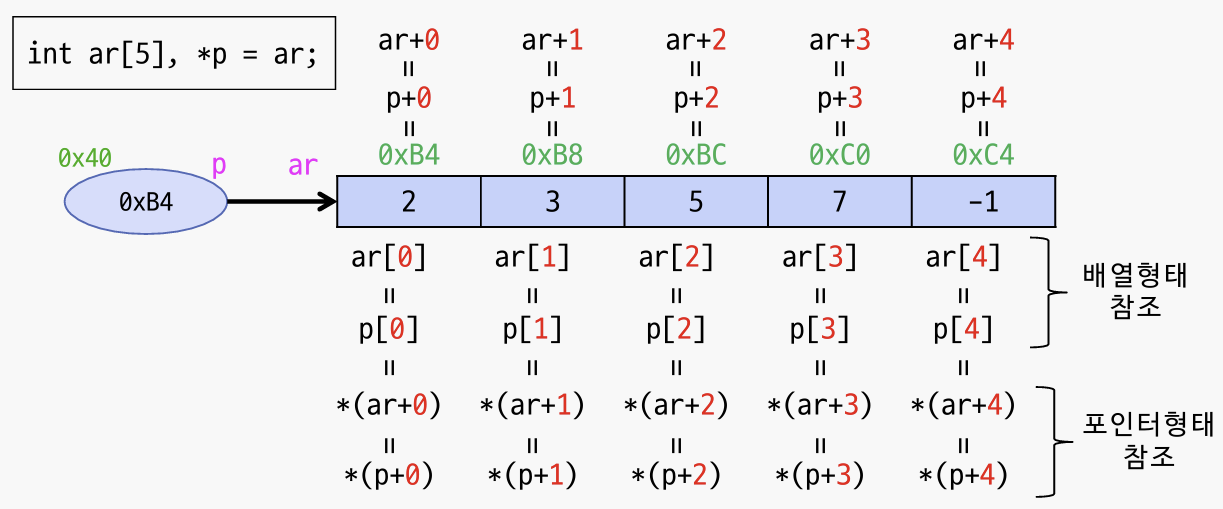 int ar[5], *p = ar;
ar+0 ar+1 ar+2 ar+3 ar+4
= = = = =
p+0 p+1 p+2 p+3 p+4
= = = = =
0x40 p ar 0xB4 0xB8 0xBC 0xC0 0xC4
0xB4 2 3 5 7 -1
ar[0] ar[1] ar[2] ar[3] ar[4]
= = = = =
p[0] p[1] p[2] p[3] p[4]
배열형태
참조
= = = = =
*(ar+0) *(ar+1) *(ar+2) *(ar+3) *(ar+4)
= = = = =
*(p+0) *(p+1) *(p+2) *(p+3) *(p+4)
포인터형태
참조